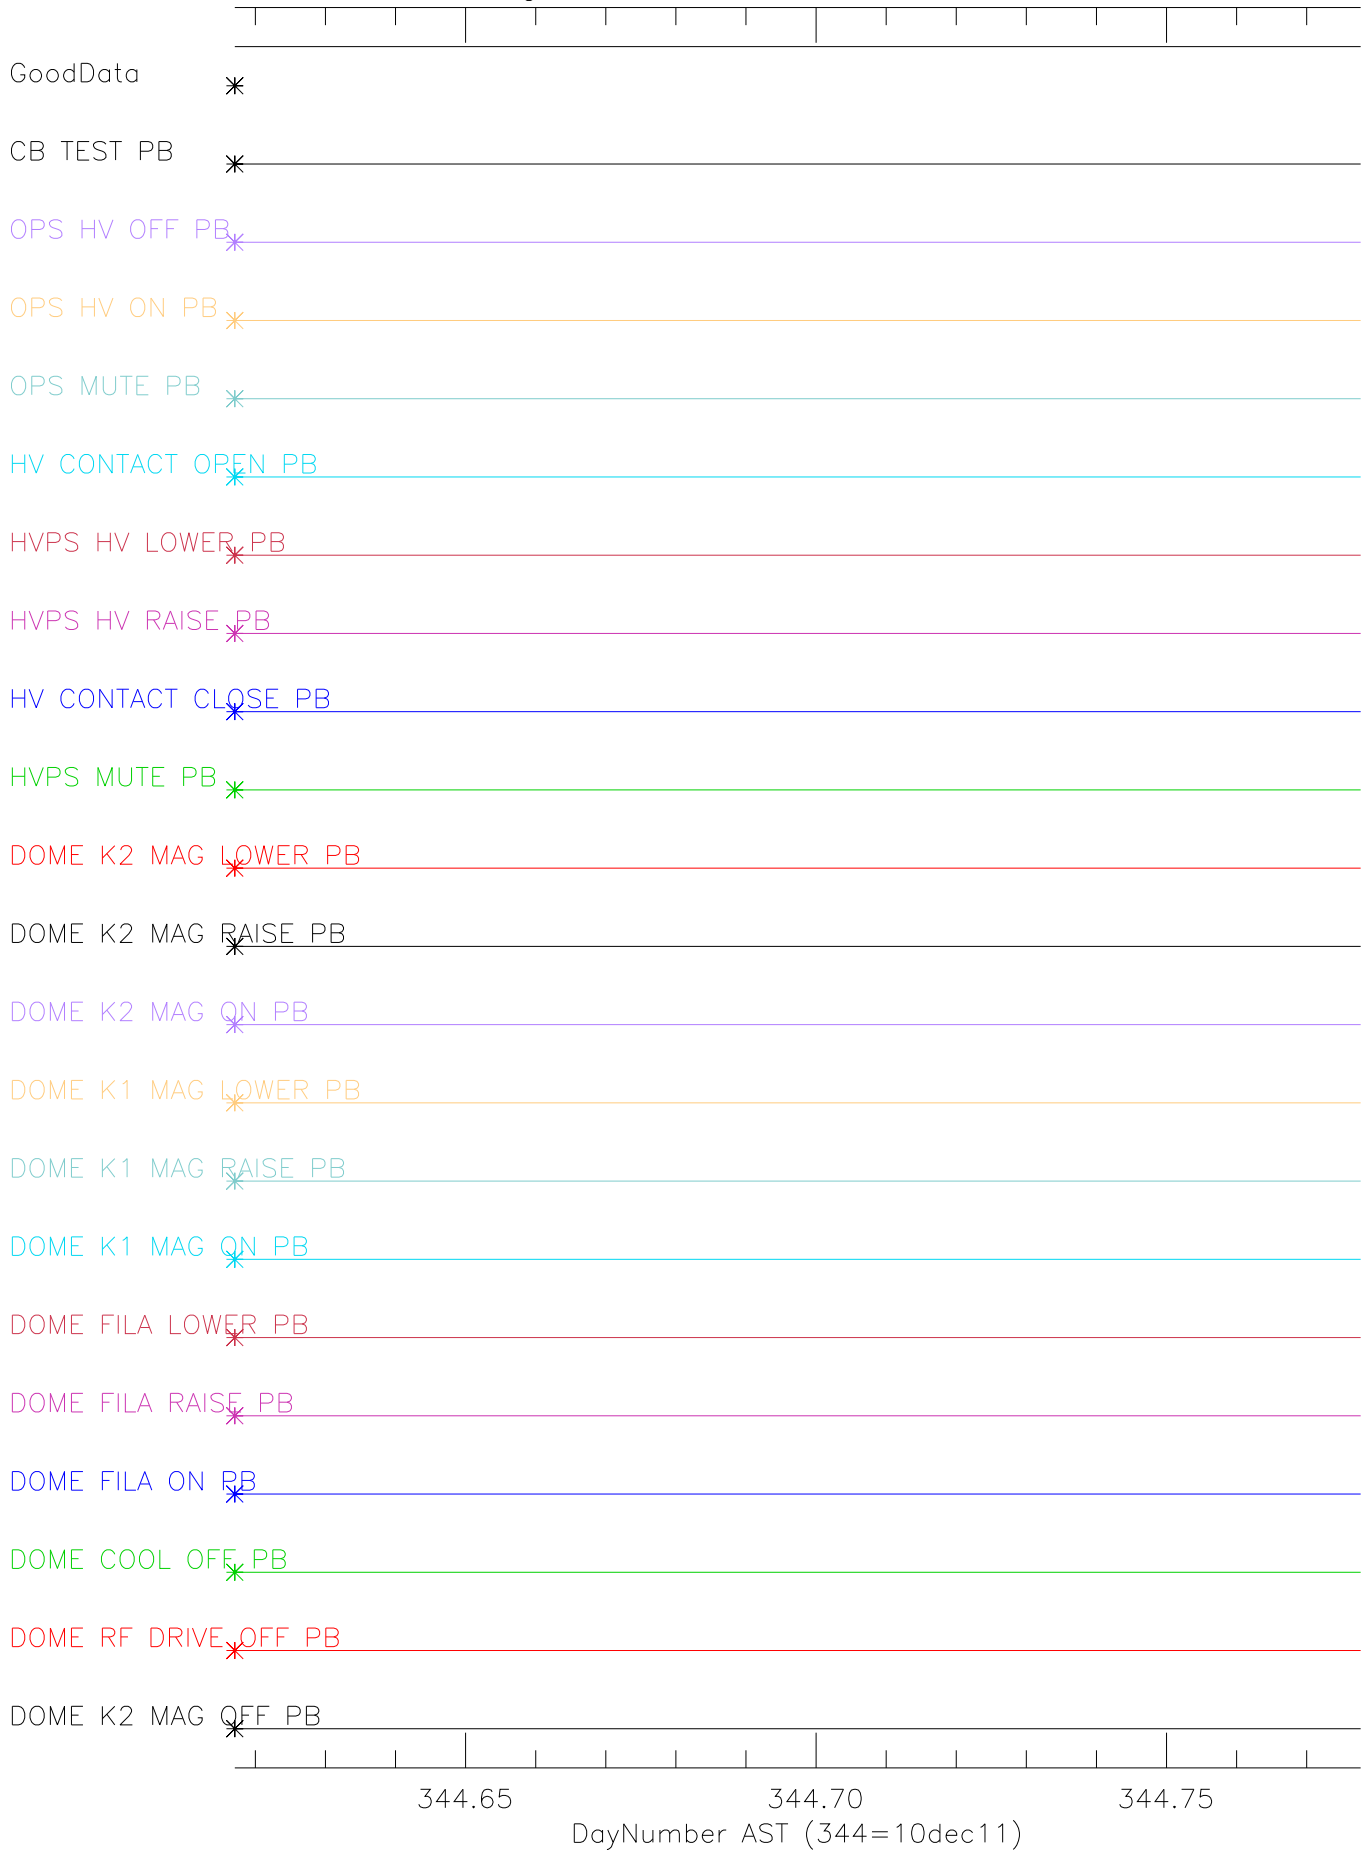 GoodData
CB TEST PB
OPS HV OFF PB
OPS HV ON PB
OPS MUTE PB
HV CONTACT OPEN PB
HVPS HV LOWER PB
HVPS HV RAISE PB
HV CONTACT CLOSE PB
HVPS MUTE PB
DOME K2 MAG LOWER PB
DOME K2 MAG RAISE PB
DOME K2 MAG ON PB
DOME K1 MAG LOWER PB
DOME K1 MAG RAISE PB
DOME K1 MAG ON PB
DOME FILA LOWER PB
DOME FILA RAISE PB
DOME FILA ON PB
DOME COOL OFF PB
DOME RF DRIVE OFF PB
DOME K2 MAG OFF PB
344.65 344.70 344.75
DayNumber AST (344=10dec11)